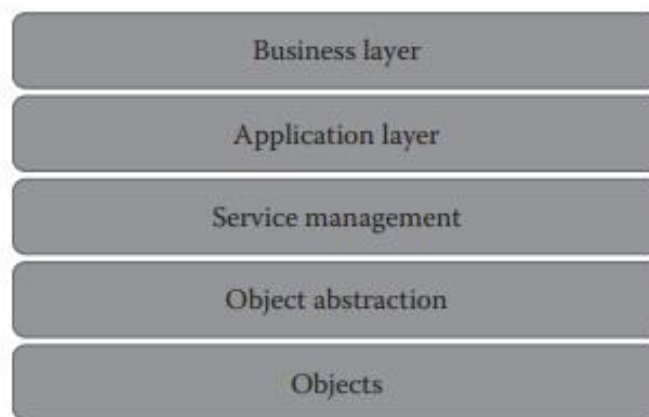 Business layer
Application layer
Service management
Object abstraction
Objects